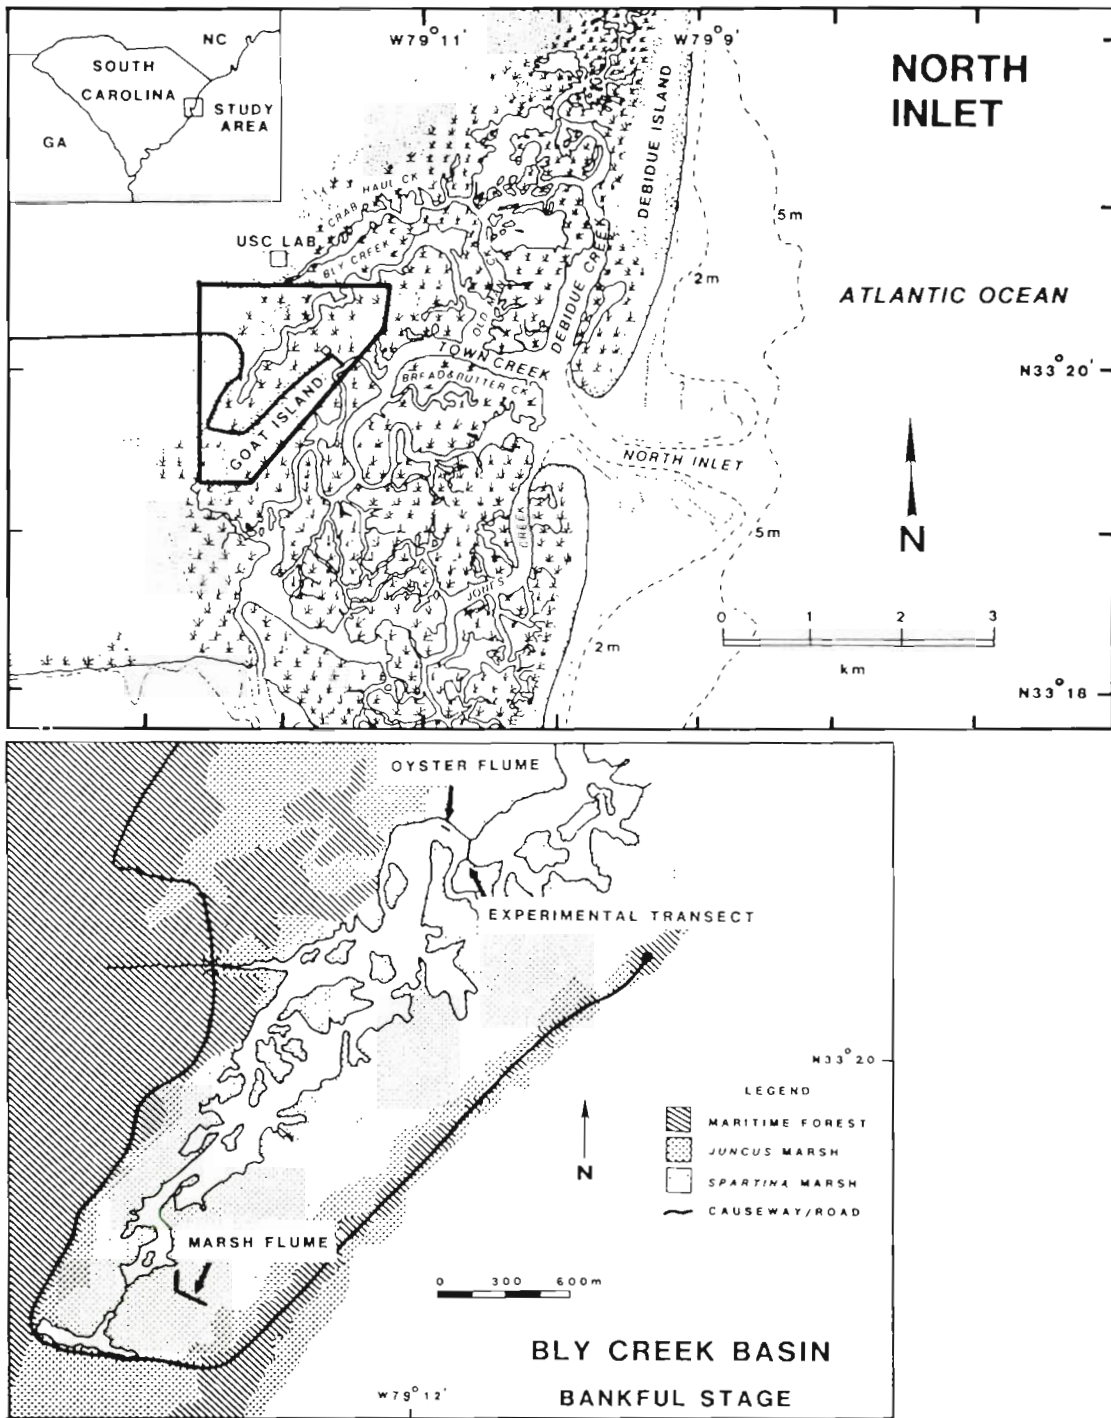 NC
SOUTH
CAROLINA
STUDY
AREA
GA
W79°11'
W79°9'
NORTH
INLET
DEBIDUE ISLAND
CRAB HAUL CK
USC LAB
BLY CREEK
5m
2m
OLD MAN CK
DEBIDUE CREEK
ATLANTIC OCEAN
TOWN CREEK
BREAD&BUTTER CK
N33°20'
GOAT ISLAND
NORTH INLET
N
CREEK
5m
JONES
0 1 2 3
km
2m
N33°18
OYSTER FLUME
EXPERIMENTAL TRANSECT
N33°20
LEGEND
MARITIME FOREST
JUNCUS MARSH
SPARTINA MARSH
CAUSEWAY/ROAD
N
MARSH FLUME
0 300 600m
BLY CREEK BASIN
BANKFUL STAGE
W79°12'